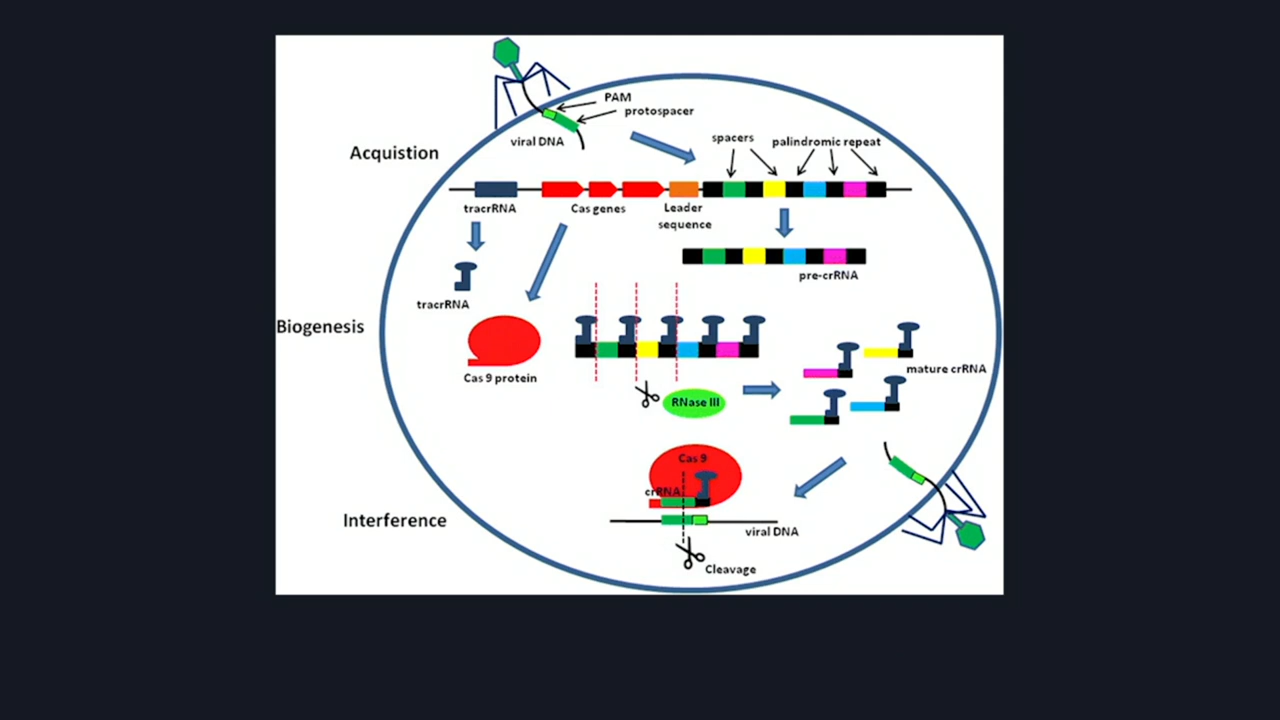 PAM
protospacer
viral DNA
Acquistion
spacers
palindromic repeat
tracrRNA
Cas genes
Leader
sequence
pre-crRNA
tracrRNA
Biogenesis
Cas 9 protein
RNase III
mature crRNA
Cas 9
crRNA
Interference
viral DNA
Cleavage